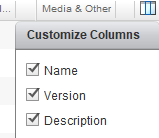 Media & Other
Customize Columns
Name
Version
Description